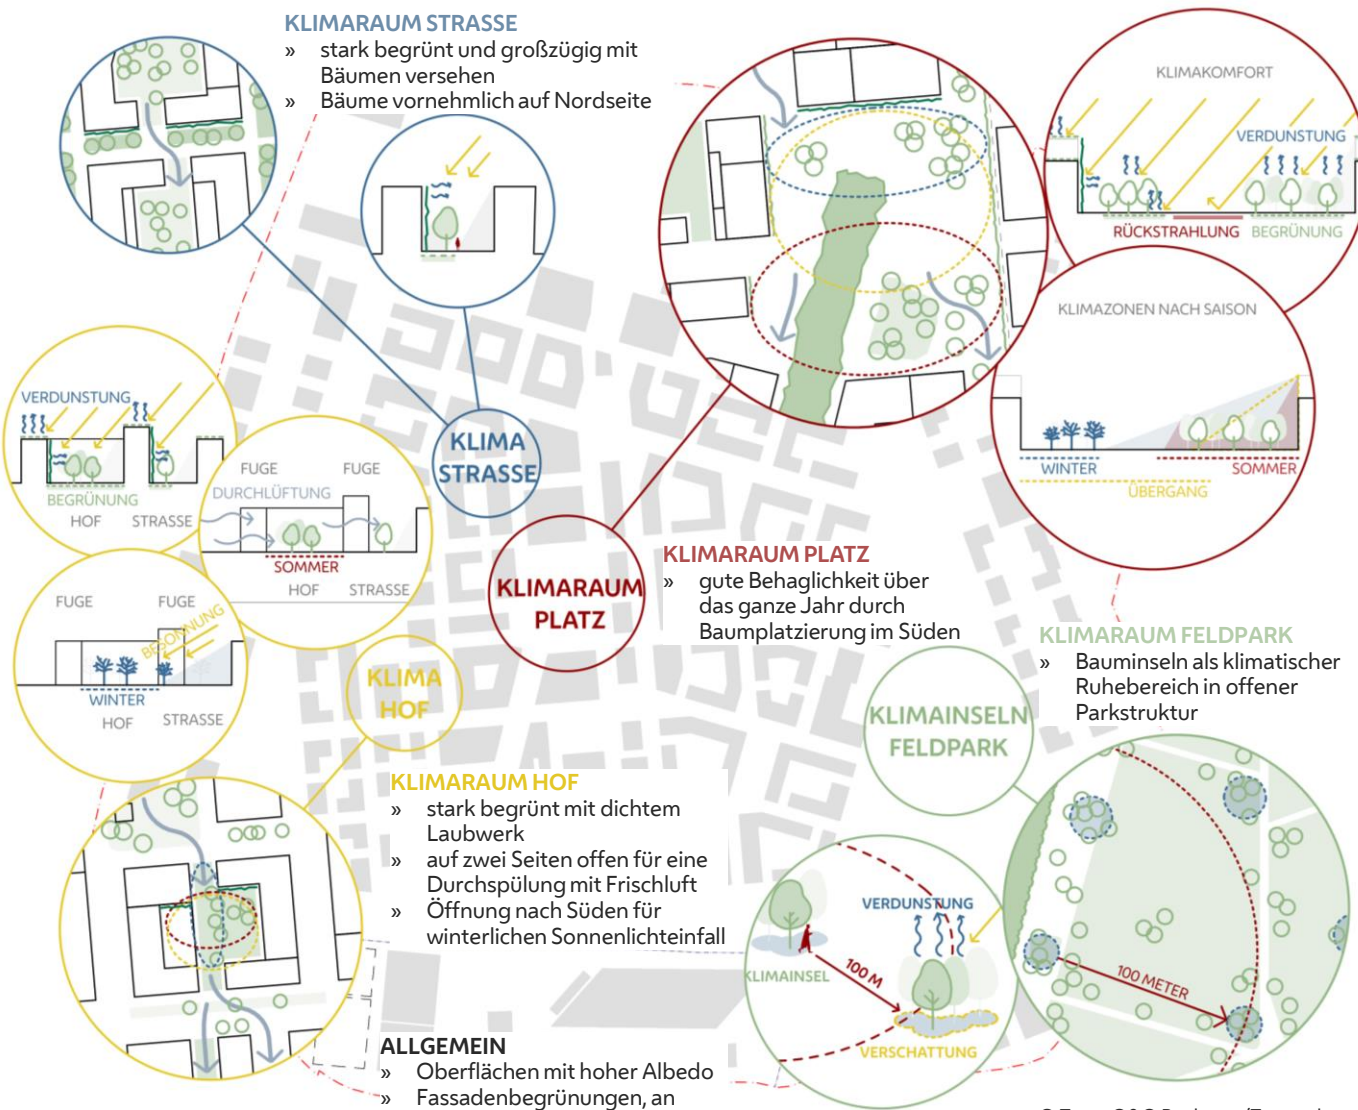 KLIMARAUM STRASSE
» stark begrünt und großzügig mit
Bäumen versehen
» Bäume vornehmlich auf Nordseite
KLIMAKOMFORT
VERDUNSTUNG
RÜCKSTRAHLUNG
BEGRÜNUNG
KLIMAZONEN NACH SAISON
WINTER
SOMMER
ÜBERGANG
VERDUNSTUNG
BEGRÜNUNG
HOF
STRASSE
FUGE
FUGE
DURCHLÜFTUNG
SOMMER
HOF
STRASSE
FUGE
FUGE
BESONNUNG
WINTER
HOF
STRASSE
KLIMA
STRASSE
KLIMARAUM
PLATZ
KLIMARAUM PLATZ
» gute Behaglichkeit über
das ganze Jahr durch
Baumplatzierung im Süden
KLIMA
HOF
KLIMAINSELN
FELDPARK
KLIMARAUM FELDPARK
» Bauminseln als klimatischer
Ruhebereich in offener
Parkstruktur
KLIMARAUM HOF
» stark begrünt mit dichtem
Laubwerk
» auf zwei Seiten offen für eine
Durchspülung mit Frischluft
» Öffnung nach Süden für
winterlichen Sonnenlichteinfall
VERDUNSTUNG
KLIMAINSEL
100 M
VERSCHATTUNG
100 METER
ALLGEMEIN
» Oberflächen mit hoher Albedo
» Fassadenbegrünungen, an